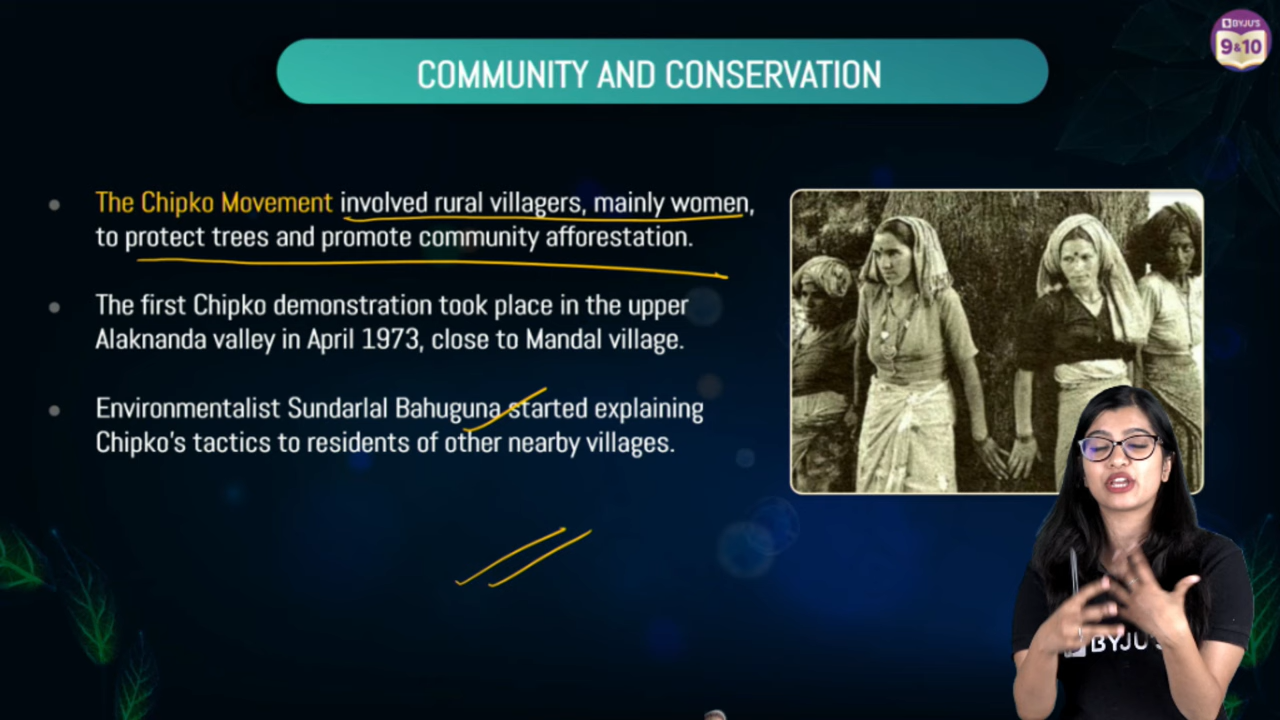 BYJU'S
9&10
COMMUNITY AND CONSERVATION
The Chipko Movement involved rural villagers, mainly women,
to protect trees and promote community afforestation.
The first Chipko demonstration took place in the upper
Alaknanda valley in April 1973, close to Mandal village.
Environmentalist Sundarlal Bahuguna started explaining
Chipko's tactics to residents of other nearby villages.
BYJU'S